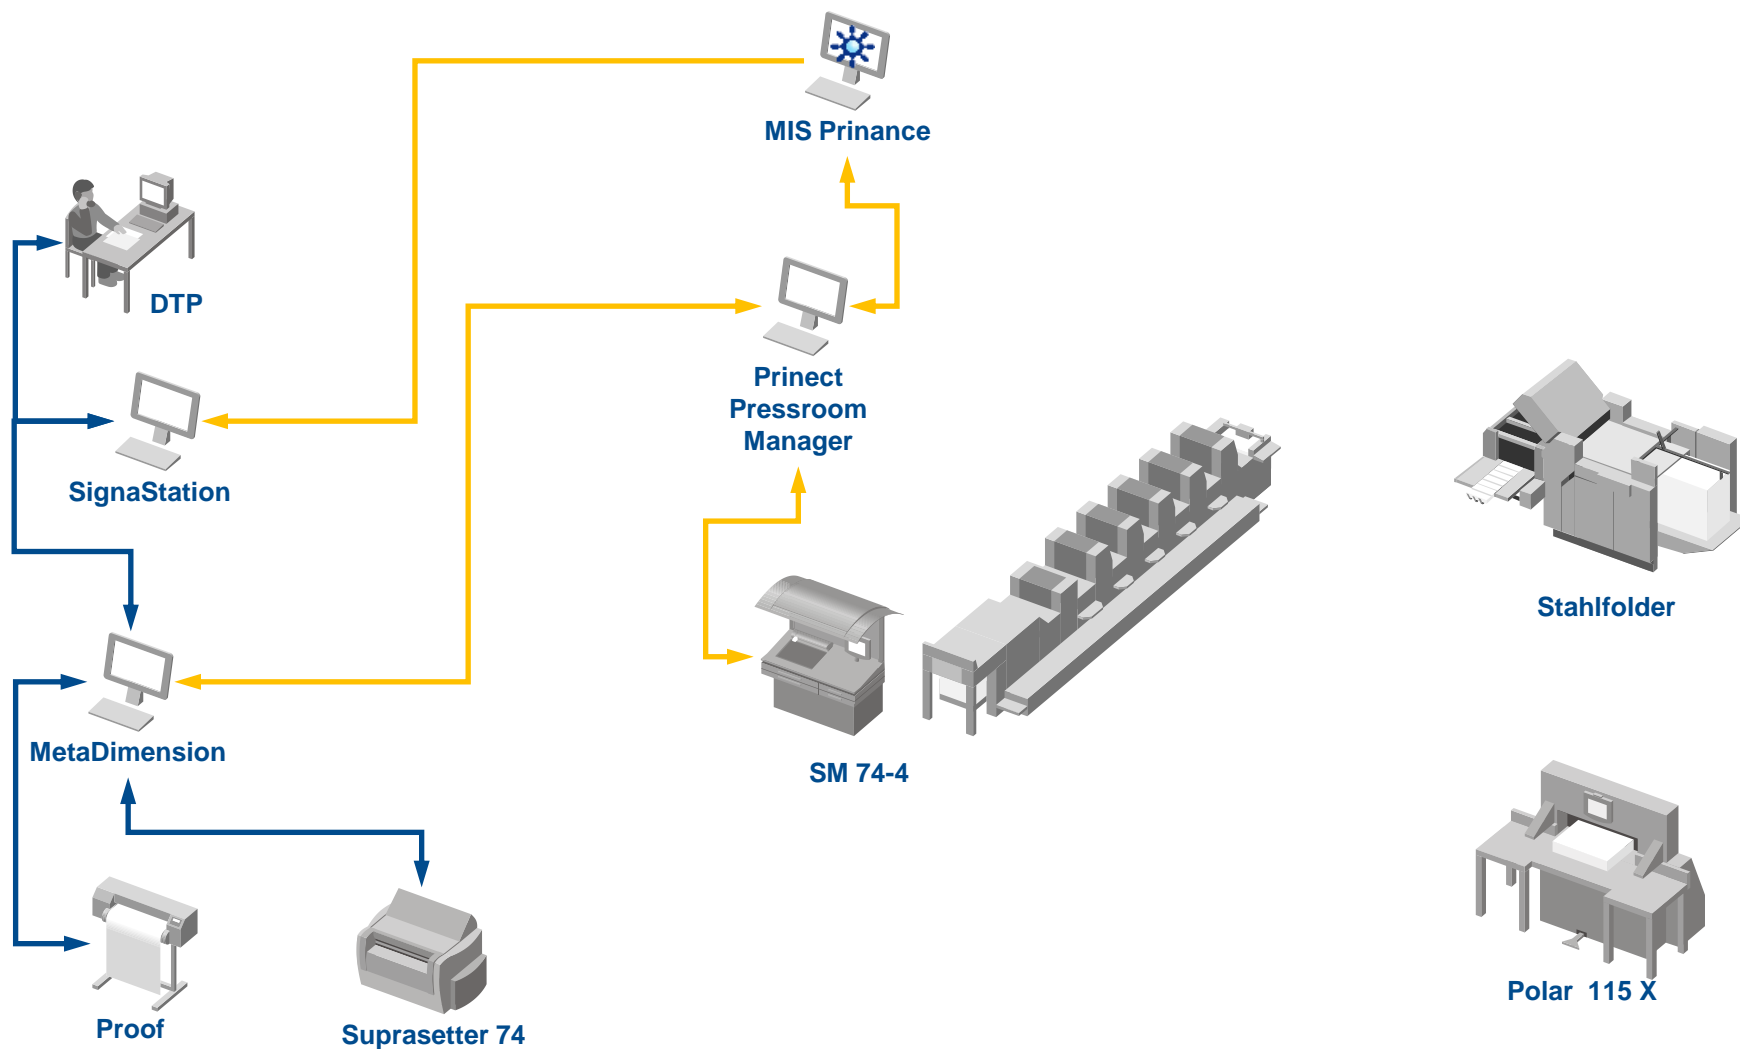 MIS Prinance
DTP
Prinect
Pressroom
Manager
SignaStation
Stahlfolder
MetaDimension
SM 74-4
Polar  115 X
Proof
Suprasetter 74